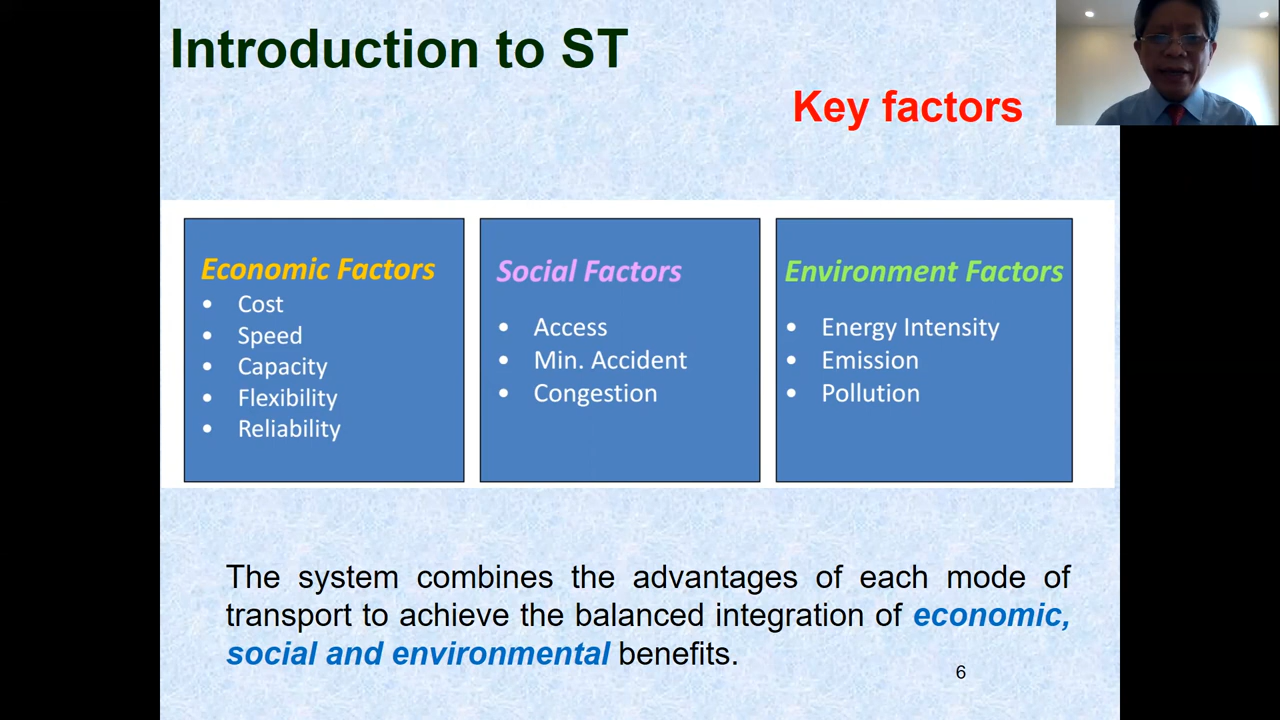 Introduction to ST
Key factors
Economic Factors
• Cost
• Speed
• Capacity
• Flexibility
• Reliability
Social Factors
• Access
• Min. Accident
• Congestion
Environment Factors
• Energy Intensity
• Emission
• Pollution
The system combines the advantages of each mode of
transport to achieve the balanced integration of economic,
social and environmental benefits.
6